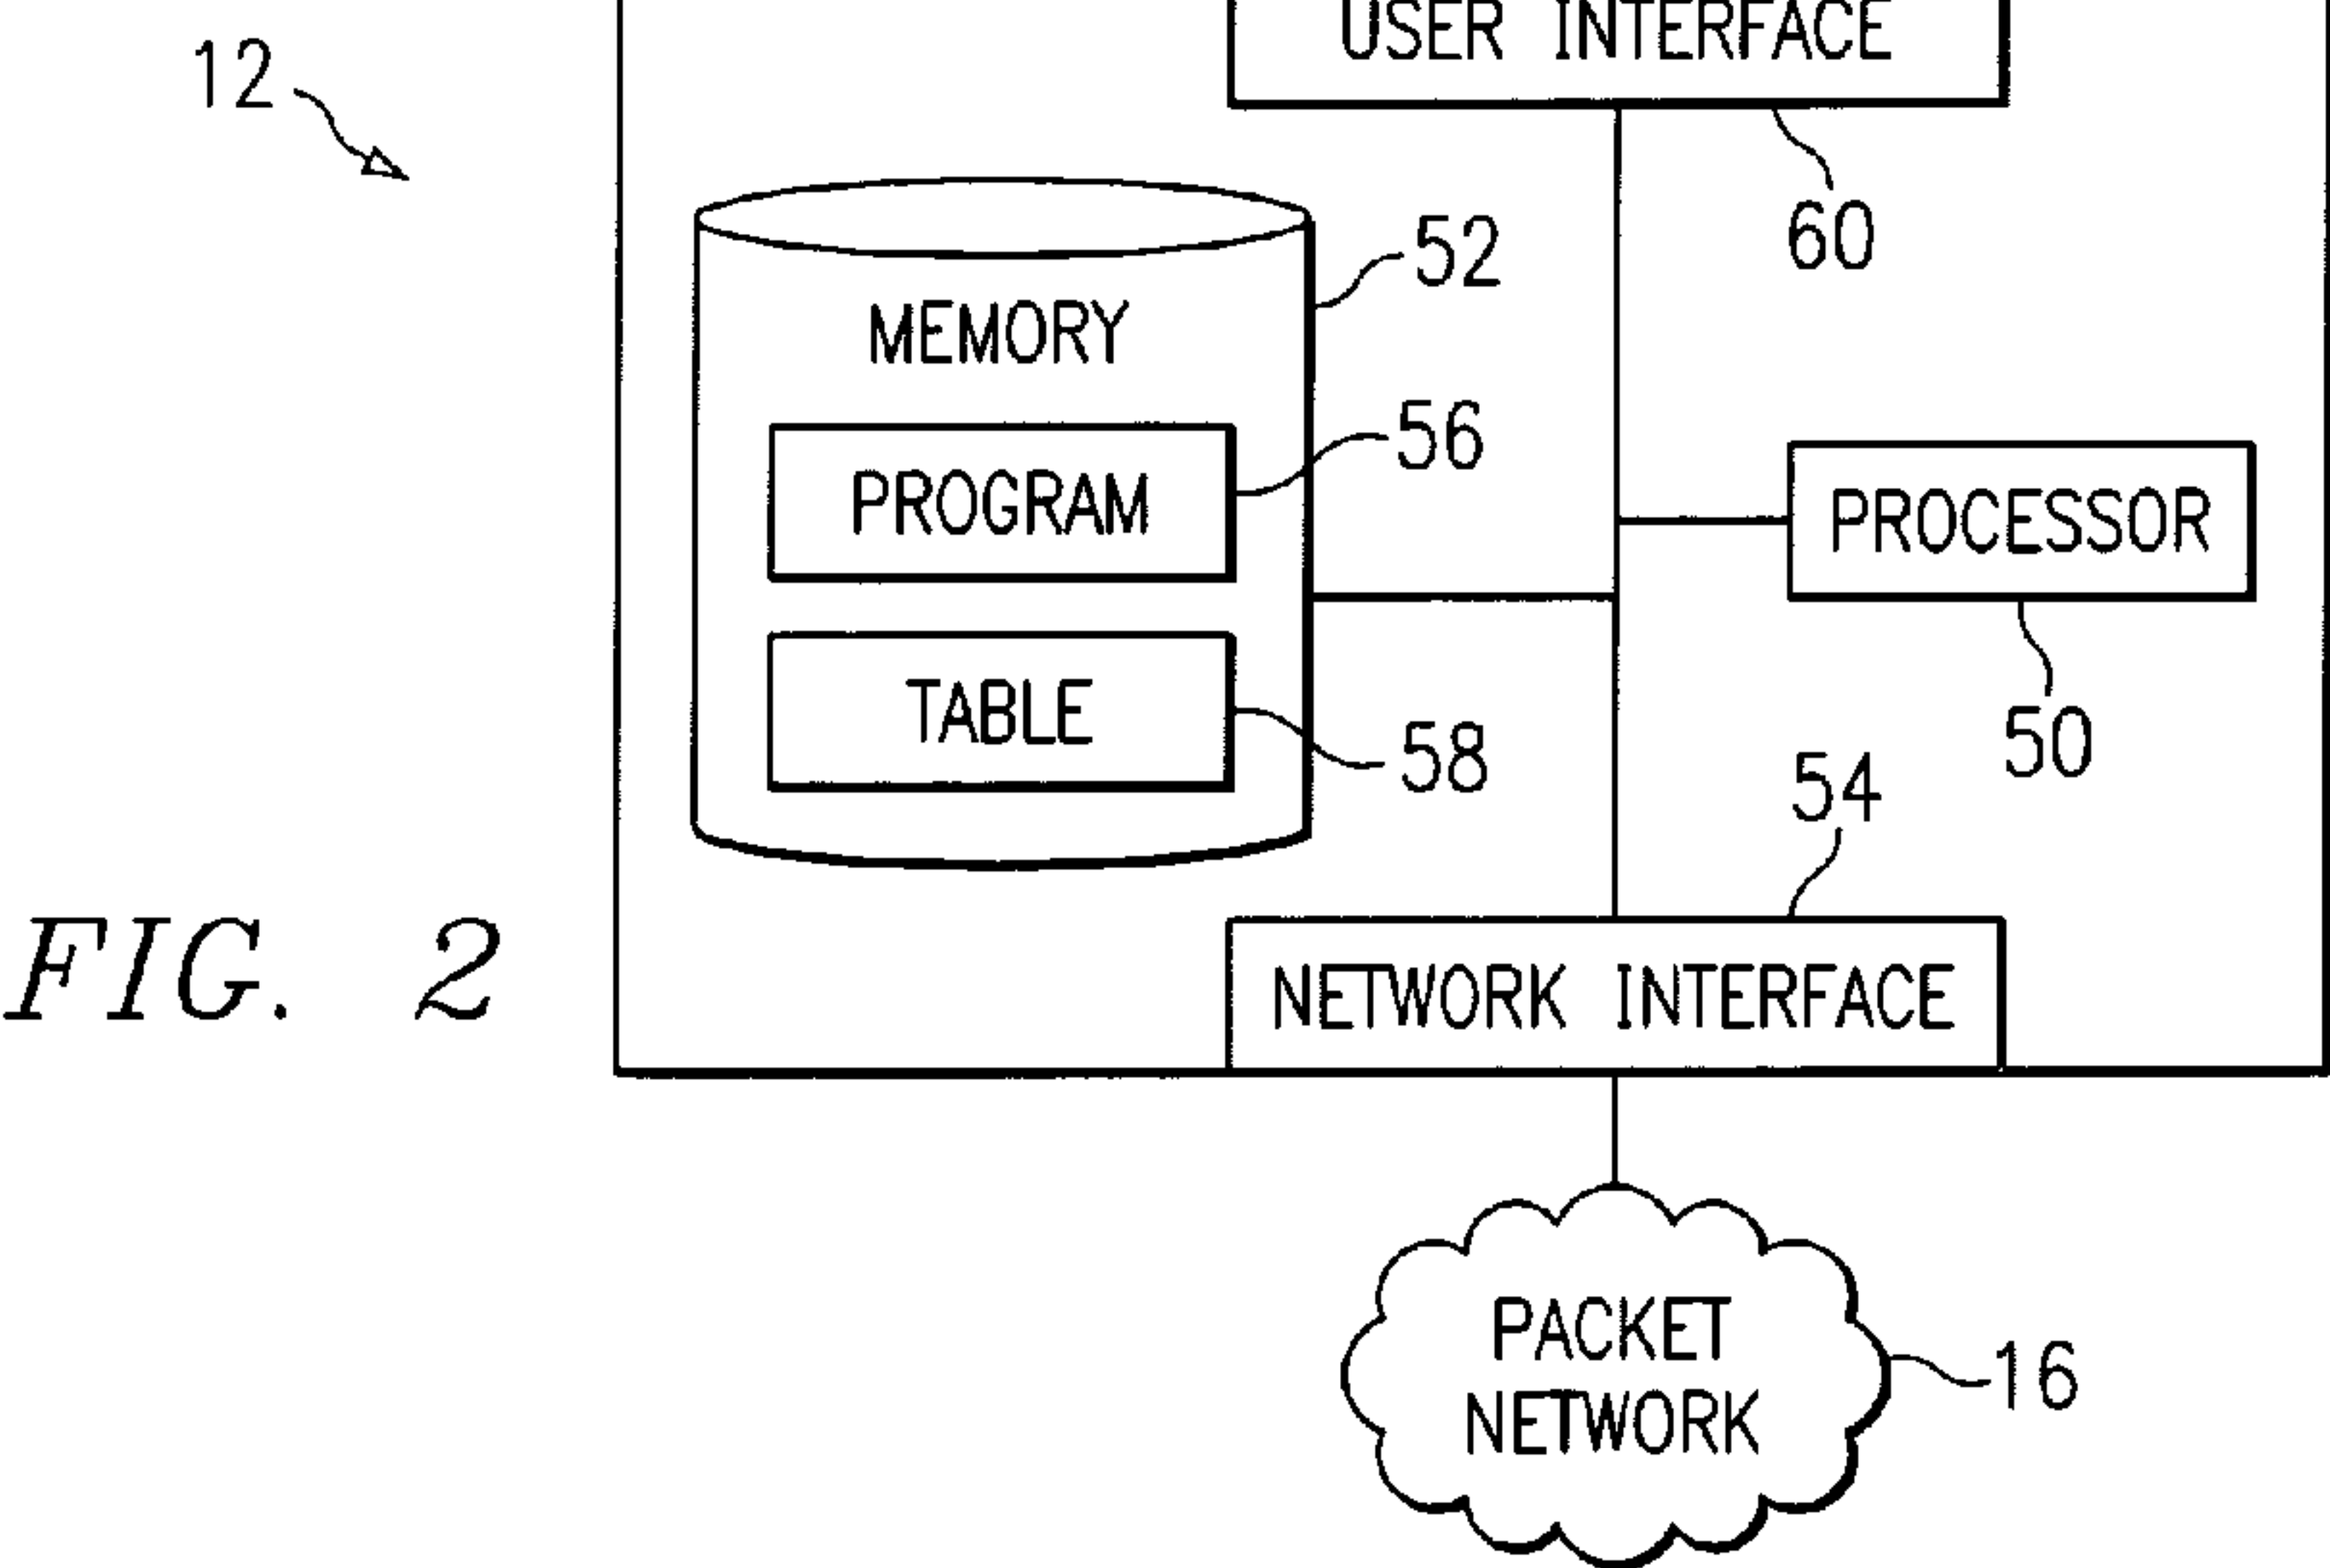 USER INTERFACE
12
60
52
MEMORY
56
PROGRAM
PROCESSOR
TABLE
58
50
54
FIG. 2
NETWORK INTERFACE
PACKET
NETWORK
16